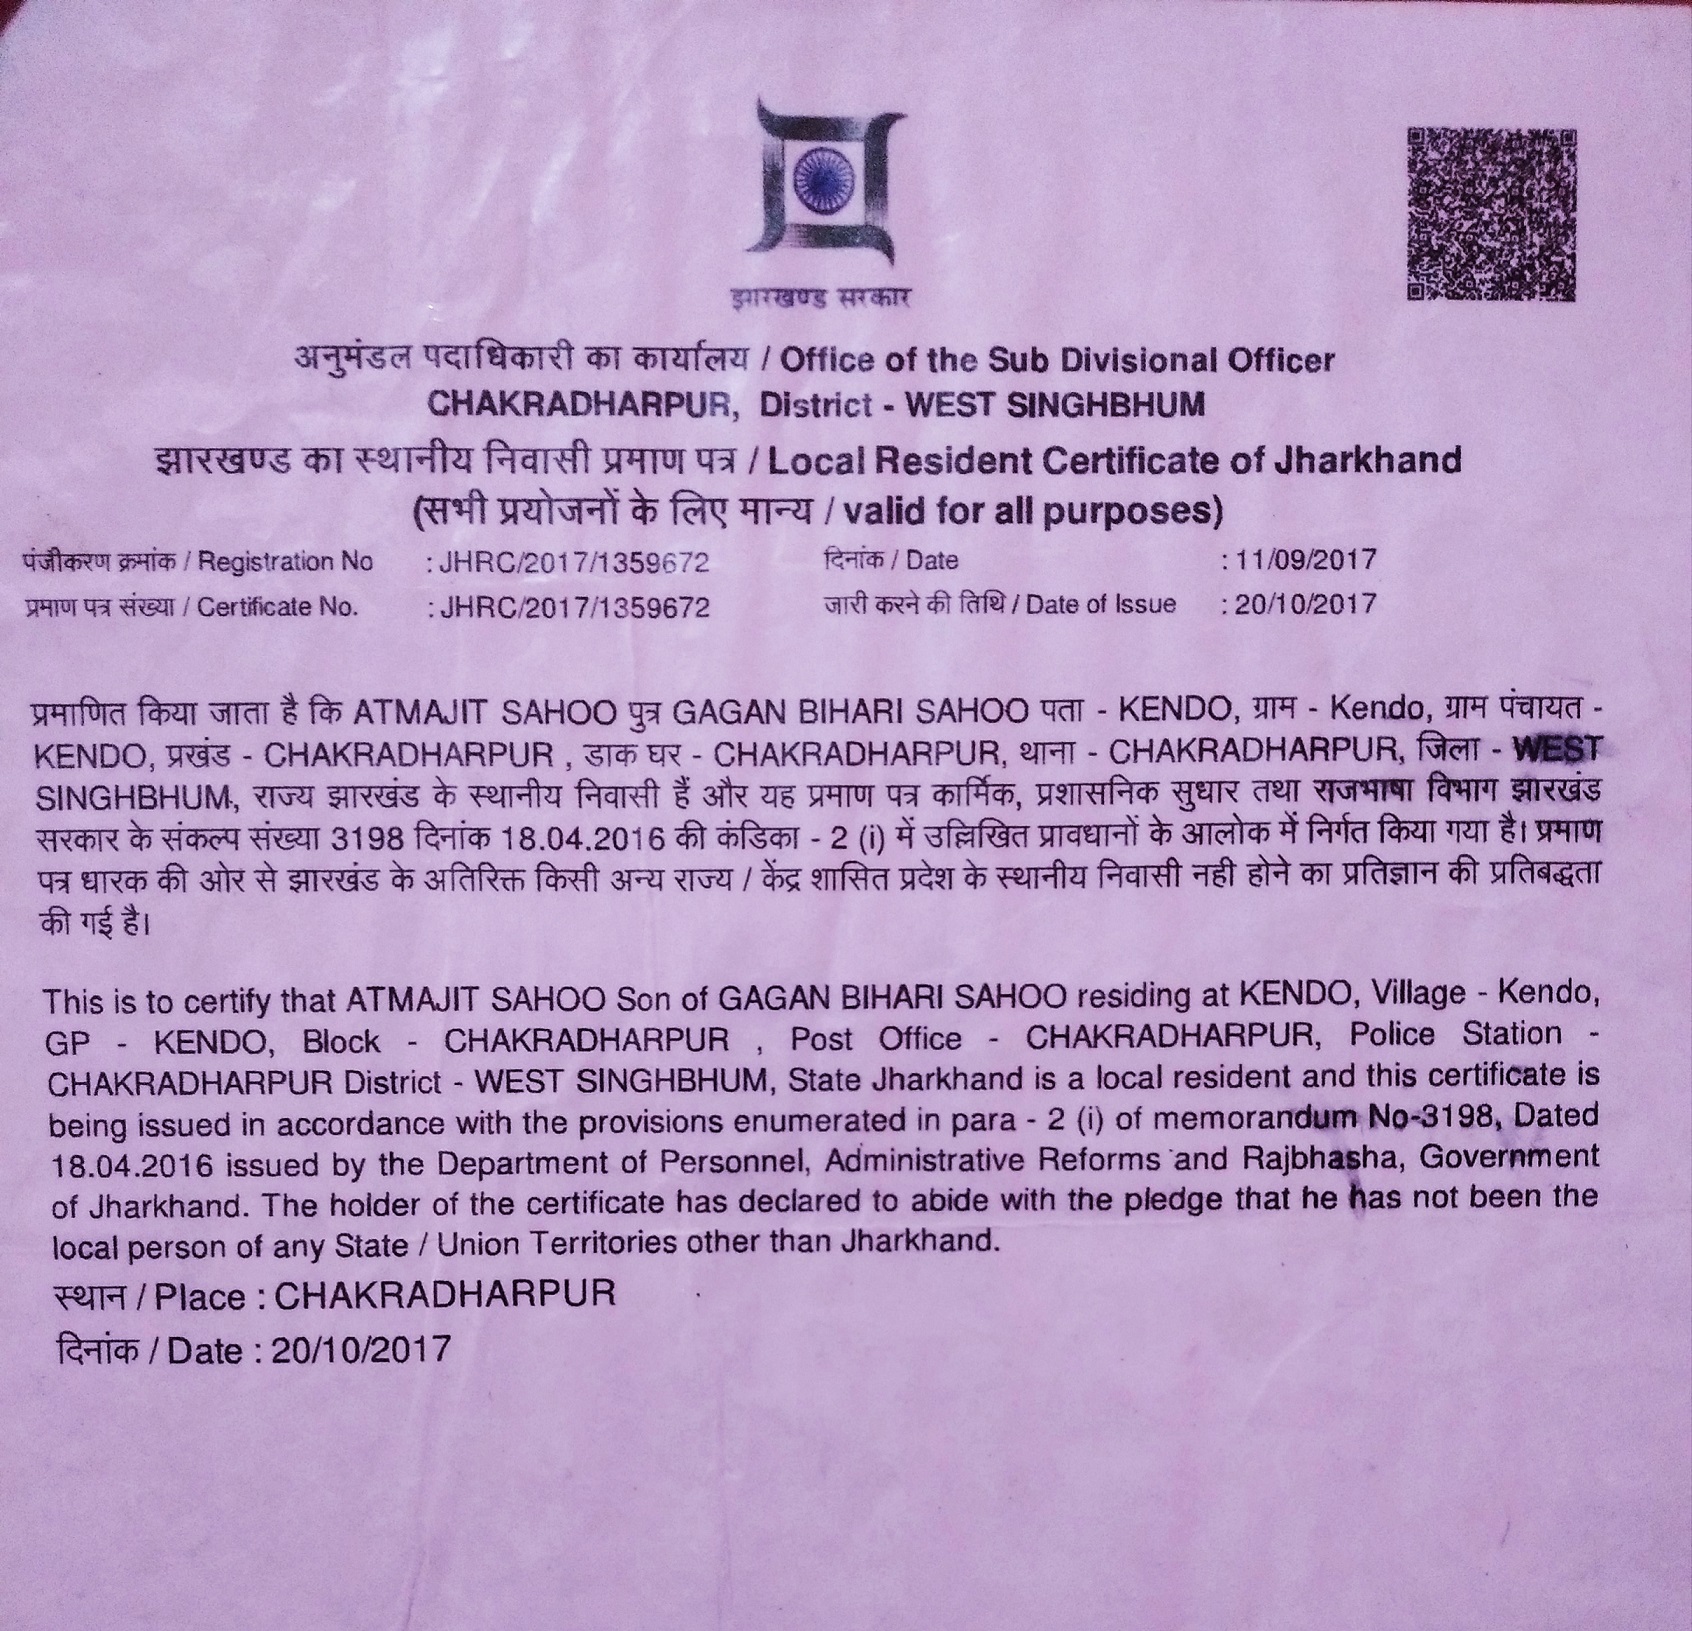 झारखण्ड सरकार
अनुमंडल पदाधिकारी का कार्यालय / Office of the Sub Divisional Officer
CHAKRADHARPUR, District - WEST SINGHBHUM
झारखण्ड का स्थानीय निवासी प्रमाण पत्र / Local Resident Certificate of Jharkhand
(सभी प्रयोजनों के लिए मान्य / valid for all purposes)
पंजीकरण क्रमांक / Registration No : JHRC/2017/1359672 दिनांक / Date : 11/09/2017
प्रमाण पत्र संख्या / Certificate No. : JHRC/2017/1359672 जारी करने की तिथि / Date of Issue : 20/10/2017
प्रमाणित किया जाता है कि ATMAJIT SAHOO पुत्र GAGAN BIHARI SAHOO पता - KENDO, ग्राम - Kendo, ग्राम पंचायत -
KENDO, प्रखंड - CHAKRADHARPUR , डाक घर - CHAKRADHARPUR, थाना - CHAKRADHARPUR, जिला - WEST
SINGHBHUM, राज्य झारखंड के स्थानीय निवासी हैं और यह प्रमाण पत्र कार्मिक, प्रशासनिक सुधार तथा राजभाषा विभाग झारखंड
सरकार के संकल्प संख्या 3198 दिनांक 18.04.2016 की कंडिका - 2 (i) में उल्लिखित प्रावधानों के आलोक में निर्गत किया गया है। प्रमाण
पत्र धारक की ओर से झारखंड के अतिरिक्त किसी अन्य राज्य / केंद्र शासित प्रदेश के स्थानीय निवासी नही होने का प्रतिज्ञान की प्रतिबद्धता
की गई है।
This is to certify that ATMAJIT SAHOO Son of GAGAN BIHARI SAHOO residing at KENDO, Village - Kendo,
GP - KENDO, Block - CHAKRADHARPUR , Post Office - CHAKRADHARPUR, Police Station -
CHAKRADHARPUR District - WEST SINGHBHUM, State Jharkhand is a local resident and this certificate is
being issued in accordance with the provisions enumerated in para - 2 (i) of memorandum No-3198, Dated
18.04.2016 issued by the Department of Personnel, Administrative Reforms and Rajbhasha, Government
of Jharkhand. The holder of the certificate has declared to abide with the pledge that he has not been the
local person of any State / Union Territories other than Jharkhand.
स्थान / Place : CHAKRADHARPUR
दिनांक / Date : 20/10/2017